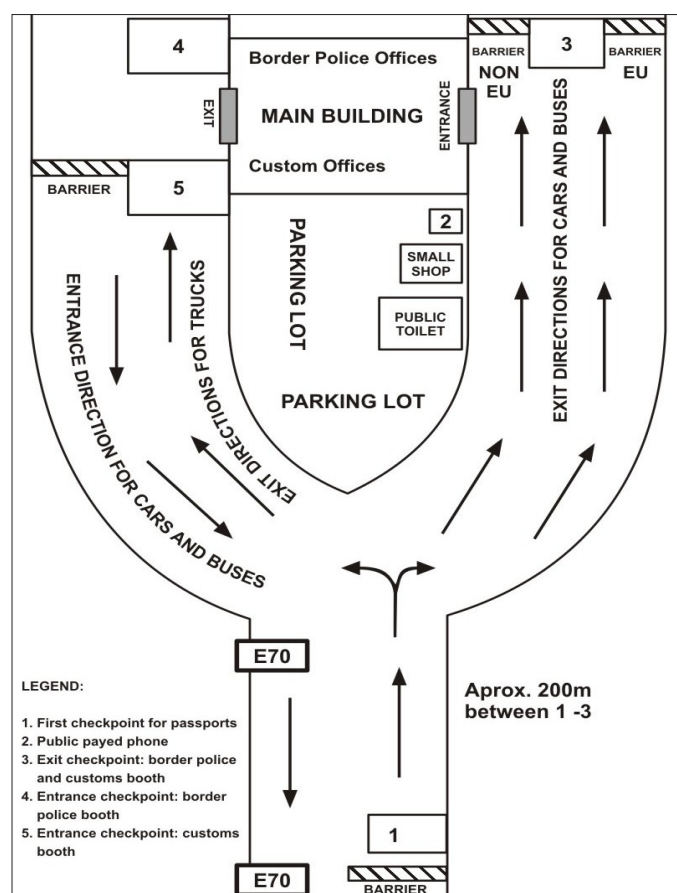 4
Border Police Offices
EXIT
MAIN BUILDING
ENTRANCE
Custom Offices
BARRIER
NON
EU
3
BARRIER
EU
BARRIER
5
2
SMALL
SHOP
PUBLIC
TOILET
PARKING LOT
PARKING LOT
ENTRANCE DIRECTION FOR CARS AND BUSES
EXIT DIRECTIONS FOR TRUCKS
EXIT DIRECTIONS FOR CARS AND BUSES
E70
LEGEND:
1. First checkpoint for passports
2. Public payed phone
3. Exit checkpoint: border police
and customs booth
4. Entrance checkpoint: border
police booth
5. Entrance checkpoint: customs
booth
Aprox. 200m
between 1 -3
1
E70
BARRIER